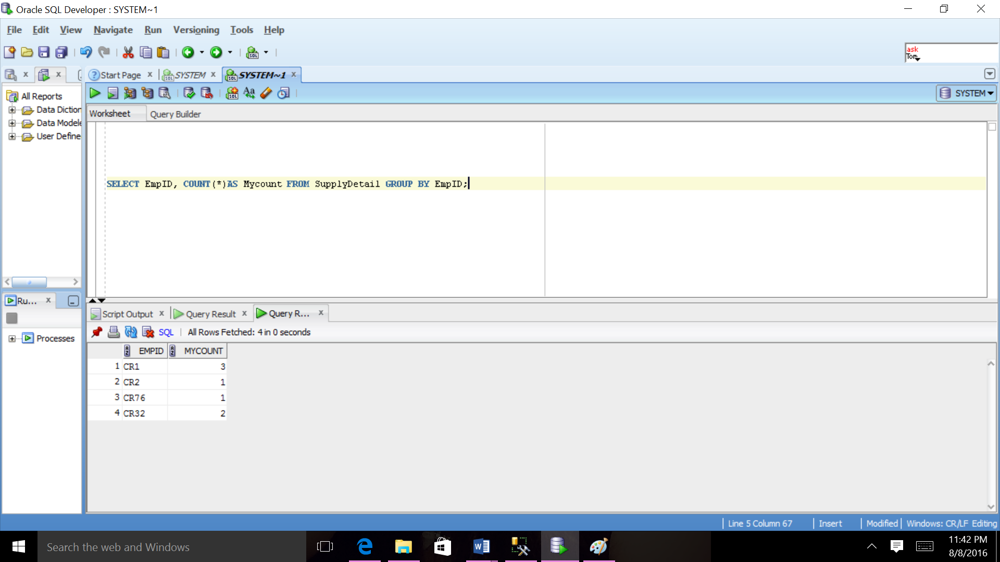 Oracle SQL Developer : SYSTEM~1
File Edit View Navigate Run Versioning Tools Help
ask
Tom
Start Page SYSTEM SYSTEM~1
SYSTEM
All Reports
Data Diction
Data Modele
User Define
Worksheet Query Builder
SELECT EmpID, COUNT(*)AS Mycount FROM SupplyDetail GROUP BY EmpID;
Ru...
Processes
Script Output Query Result Query R...
SQL All Rows Fetched: 4 in 0 seconds
EMPID MYCOUNT
1 CR1 3
2 CR2 1
3 CR76 1
4 CR32 2
Line 5 Column 67 Insert Modified Windows: CR/LF Editing
Search the web and Windows
11:42 PM
8/8/2016